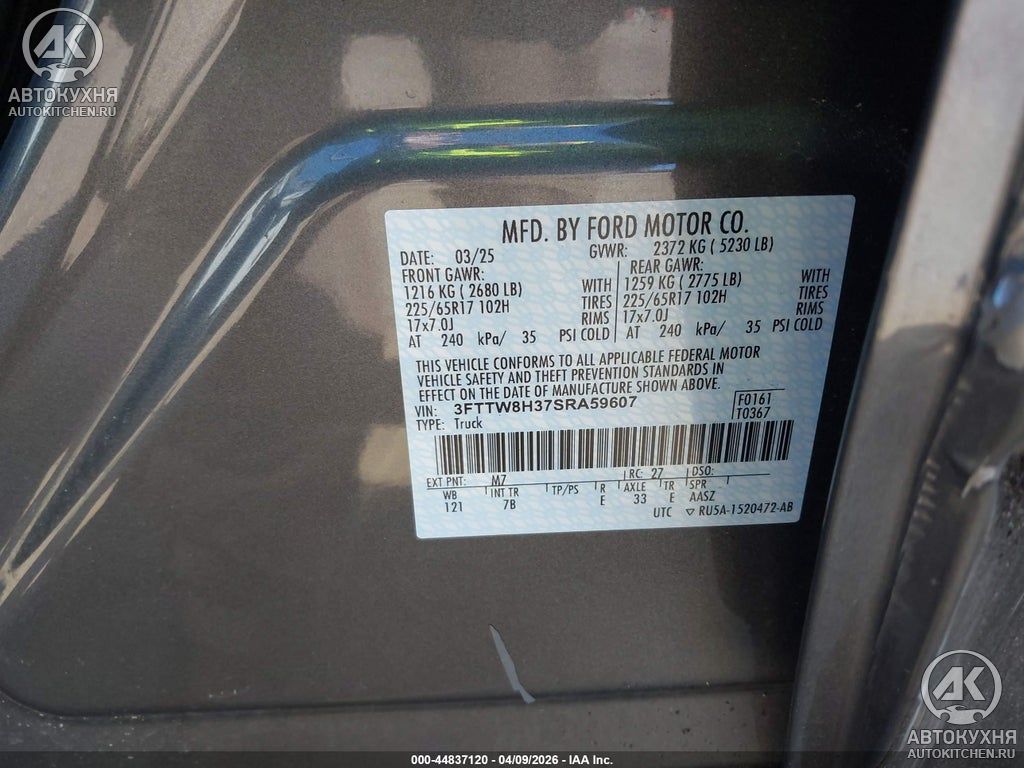 АК
АВТОКУХНЯ
AUTOKITCHEN.RU
MFD. BY FORD MOTOR CO.
DATE: 03/25 GVWR: 2372 KG ( 5230 LB)
FRONT GAWR: REAR GAWR:
1216 KG ( 2680 LB) WITH 1259 KG ( 2775 LB) WITH
225/65R17 102H TIRES 225/65R17 102H TIRES
17x7.0J RIMS 17x7.0J RIMS
AT 240 kPa/ 35 PSI COLD AT 240 kPa/ 35 PSI COLD
THIS VEHICLE CONFORMS TO ALL APPLICABLE FEDERAL MOTOR
VEHICLE SAFETY AND THEFT PREVENTION STANDARDS IN
EFFECT ON THE DATE OF MANUFACTURE SHOWN ABOVE.
VIN: 3FTTW8H37SRA59607 F0161
TYPE: Truck T0367
EXT PNT: M7 RC: 27 DSO:
WB INT TR TP/PS R AXLE TR SPR
121 7B E 33 E AASZ
UTC ▽ RU5A-1520472-AB
АК
АВТОКУХНЯ
AUTOKITCHEN.RU
000-44837120 - 04/09/2026 - IAA Inc.